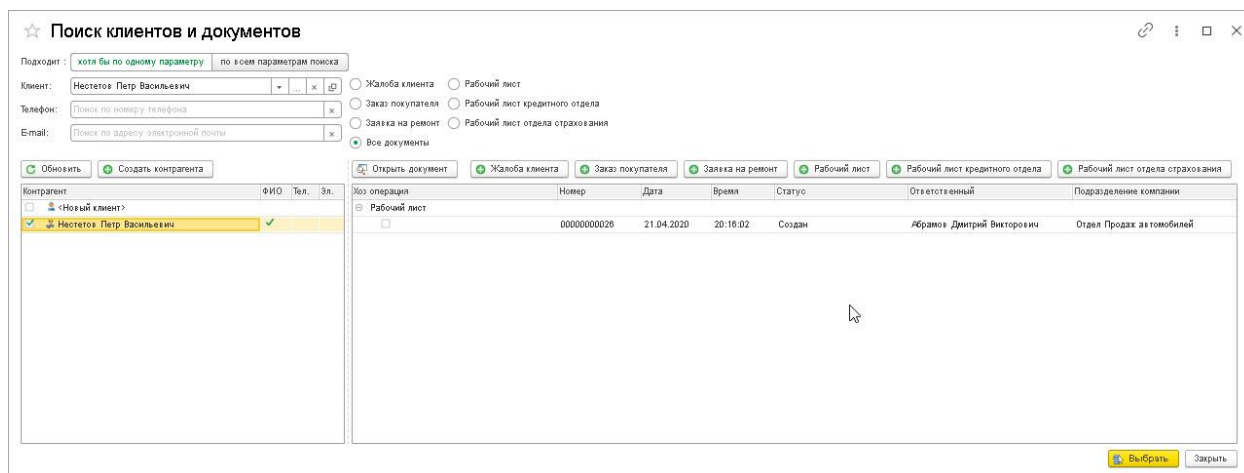 Поиск клиентов и документов
Подходит : хотя бы по одному параметру по всем параметрам поиска
Клиент: Нестетов Петр Васильевич
Жалоба клиента Рабочий лист
Телефон: Поиск по номеру телефона
Заказ покупателя Рабочий лист кредитного отдела
Заявка на ремонт Рабочий лист отдела страхования
E-mail: Поиск по адресу электронной почты
Все документы
Обновить Создать контрагента Открыть документ Жалоба клиента Заказ покупателя Заявка на ремонт Рабочий лист Рабочий лист кредитного отдела Рабочий лист отдела страхования
Контрагент ФИО Тел. Эл. Хоз операция Номер Дата Время Статус Ответственный Подразделение компании
<Новый клиент> Рабочий лист
Нестетов Петр Васильевич 00000000026 21.04.2020 20:16:02 Создан Абрамов Дмитрий Викторович Отдел Продаж автомобилей
Выбрать Закрыть